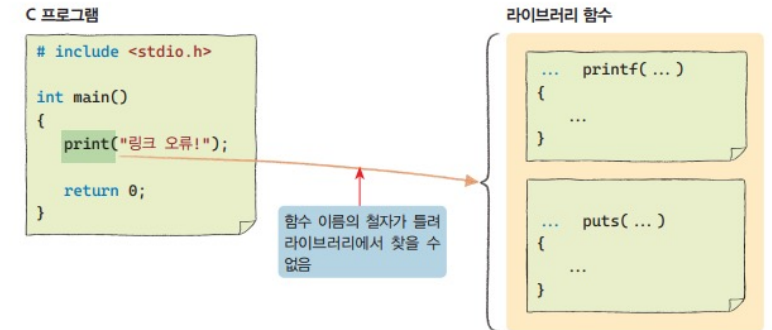 C 프로그램
# include <stdio.h>
int main()
{
print("링크 오류!");
return 0;
}
함수 이름의 철자가 틀려
라이브러리에서 찾을 수
없음
라이브러리 함수
... printf( ... )
{
...
}
... puts( ... )
{
...
}